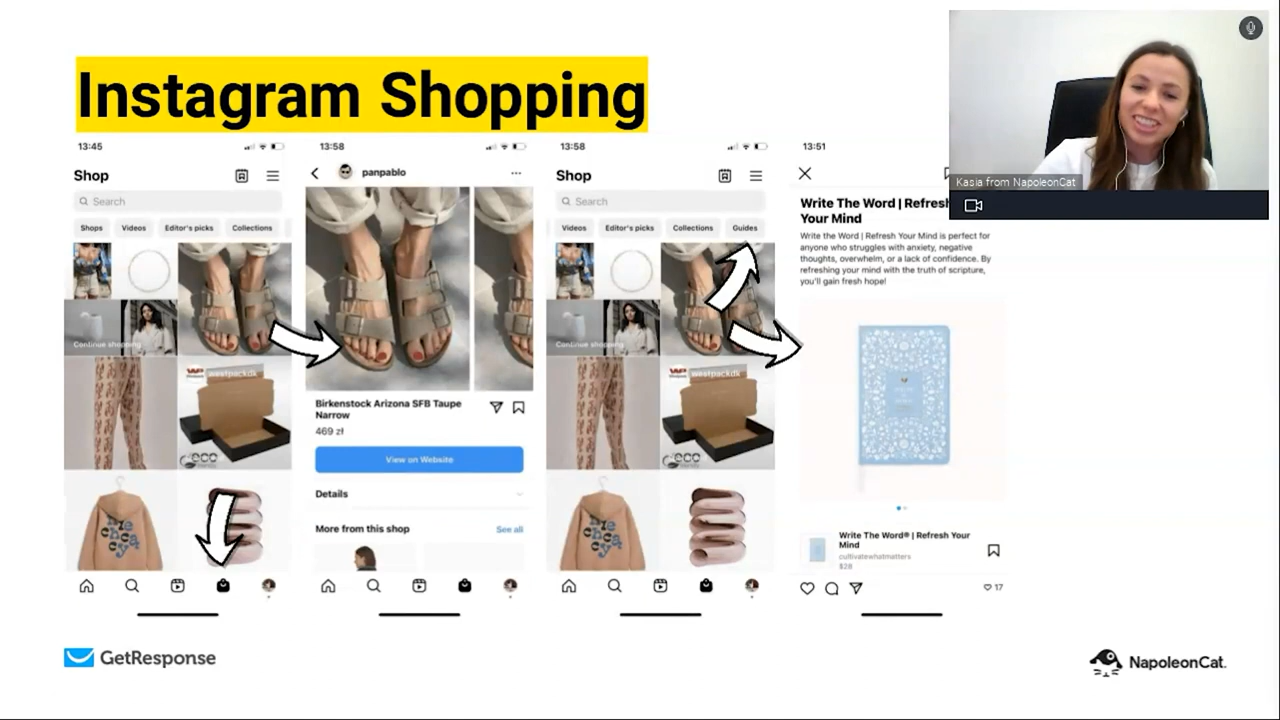 Instagram Shopping
Kasia from NapoleonCat
13:45
Shop
Search
Shops Videos Editor's picks Collections
Continue shopping
westpackdk
eco
13:58
panpablo
Birkenstock Arizona SFB Taupe
Narrow
469 zł
View on Website
Details
More from this shop See all
13:58
Shop
Search
Videos Editor's picks Collections Guides
Continue shopping
westpackdk
eco
13:51
Write The Word | Refresh
Your Mind
Write the Word | Refresh Your Mind is perfect for
anyone who struggles with anxiety, negative
thoughts, overwhelm, or a lack of confidence. By
refreshing your mind with the truth of scripture,
you'll gain fresh hope!
Write The Word® | Refresh Your
Mind
cultivatewhatmatters
$28
17
GetResponse
NapoleonCat.